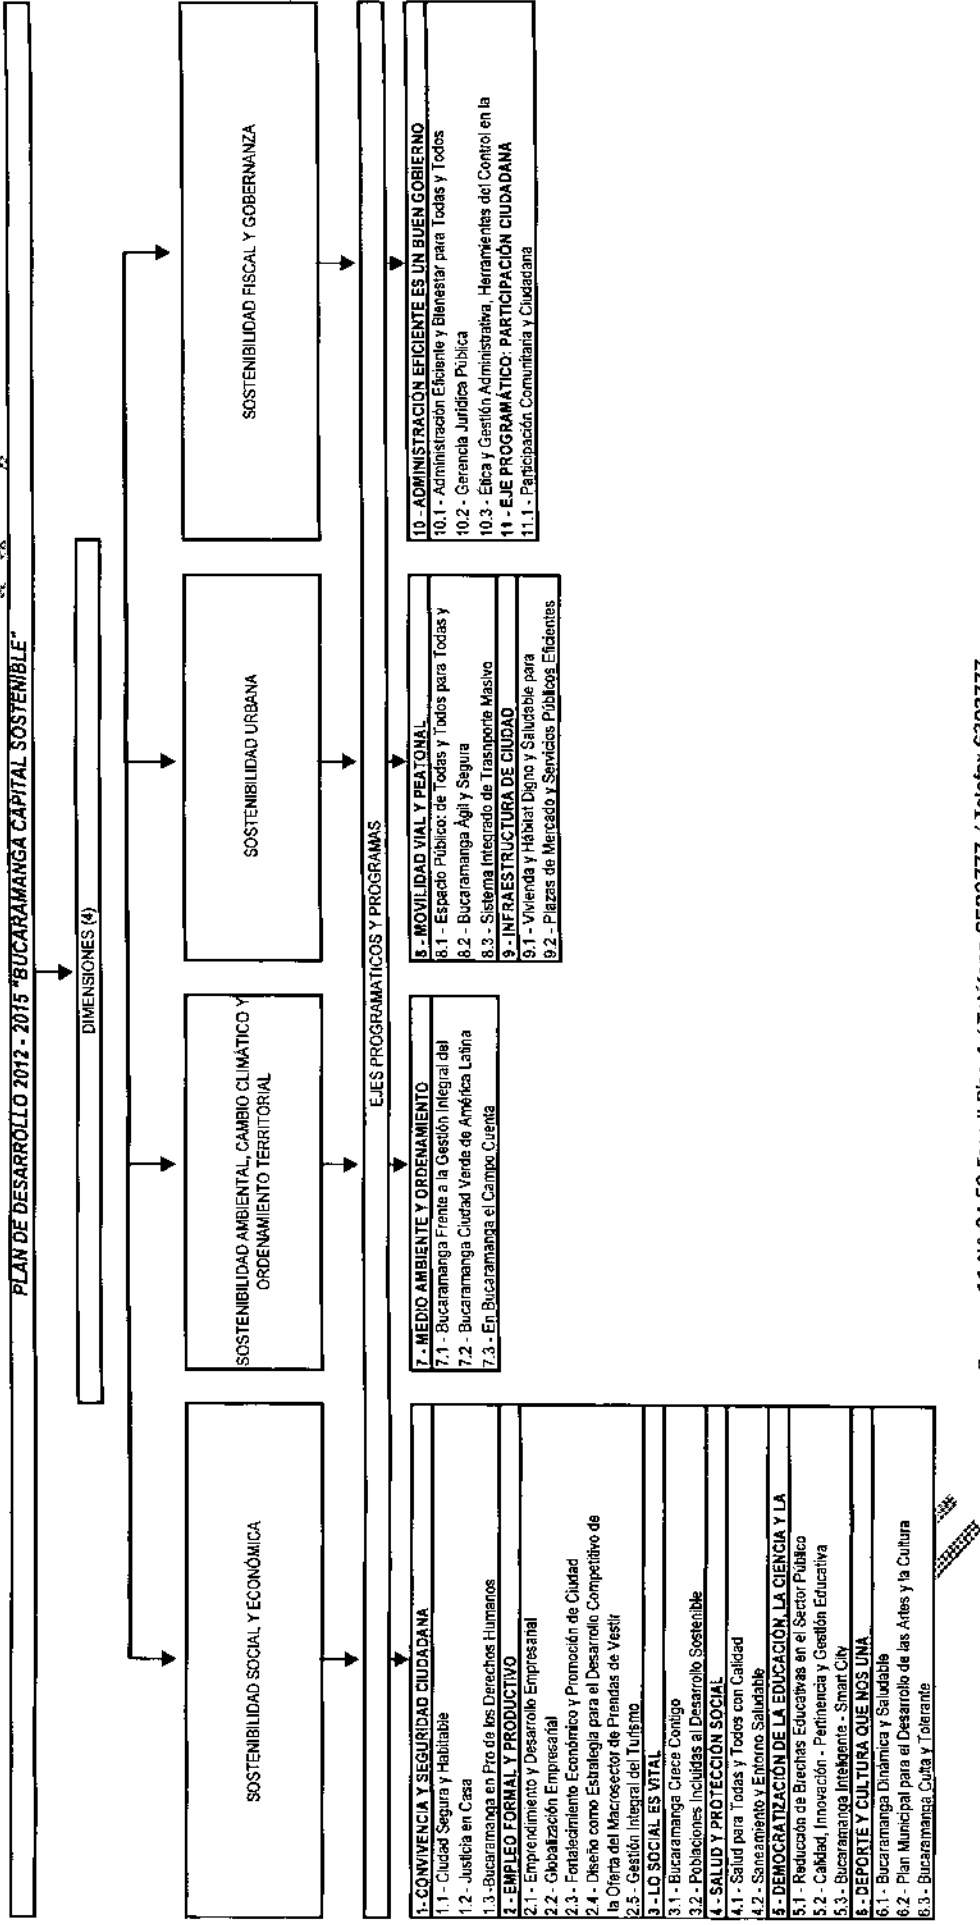 PLAN DE DESARROLLO 2012 - 2015 "BUCARAMANGA CAPITAL SOSTENIBLE"
DIMENSIONES (4)
SOSTENIBILIDAD SOCIAL Y ECONÓMICA
SOSTENIBILIDAD AMBIENTAL, CAMBIO CLIMÁTICO Y
ORDENAMIENTO TERRITORIAL
SOSTENIBILIDAD URBANA
SOSTENIBILIDAD FISCAL Y GOBERNANZA
EJES PROGRAMATICOS Y PROGRAMAS
1- CONVIVENCIA Y SEGURIDAD CIUDADANA
1.1 - Ciudad Segura y Habitable
1.2 - Justicia en Casa
1.3 -Bucaramanga en Pro de los Derechos Humanos
2 - EMPLEO FORMAL Y PRODUCTIVO
2.1 - Emprendimiento y Desarrollo Empresarial
2.2 - Globalización Empresarial
2.3 - Fortalecimiento Económico y Promoción de Ciudad
2.4 - Diseño como Estrategia para el Desarrollo Competitivo de
la Oferta del Macrosector de Prendas de Vestir
2.5 - Gestión Integral del Turismo
3 - LO SOCIAL ES VITAL
3.1 - Bucaramanga Crece Contigo
3.2 - Poblaciones Incluidas al Desarrollo Sostenible
4 - SALUD Y PROTECCIÓN SOCIAL
4.1 - Salud para Todas y Todos con Calidad
4.2 - Saneamiento y Entorno Saludable
5 - DEMOCRATIZACIÓN DE LA EDUCACIÓN, LA CIENCIA Y LA
5.1 - Reducción de Brechas Educativas en el Sector Público
5.2 - Calidad, Innovación - Pertinencia y Gestión Educativa
5.3 - Bucaramanga Inteligente - Smart City
6 - DEPORTE Y CULTURA QUE NOS UNA
6.1 - Bucaramanga Dinámica y Saludable
6.2 - Plan Municipal para el Desarrollo de las Artes y la Cultura
6.3 - Bucaramanga Culta y Tolerante
7 - MEDIO AMBIENTE Y ORDENAMIENTO
7.1 - Bucaramanga Frente a la Gestión Integral del
7.2 - Bucaramanga Ciudad Verde de América Latina
7.3 - En Bucaramanga el Campo Cuenta
8 - MOVILIDAD VIAL Y PEATONAL
8.1 - Espacio Público: de Todas y Todos para Todas y
8.2 - Bucaramanga Ágil y Segura
8.3 - Sistema Integrado de Trasnporte Masivo
9 - INFRAESTRUCTURA DE CIUDAD
9.1 - Vivienda y Hábitat Digno y Saludable para
9.2 - Plazas de Mercado y Servicios Públicos Eficientes
10 - ADMINISTRACIÓN EFICIENTE ES UN BUEN GOBIERNO
10.1 - Administración Eficiente y Bienestar para Todas y Todos
10.2 - Gerencia Jurídica Pública
10.3 - Ética y Gestión Administrativa, Herramientas del Control en la
11 - EJE PROGRAMÁTICO: PARTICIPACIÓN CIUDADANA
11.1 - Participación Comunitaria y Ciudadana